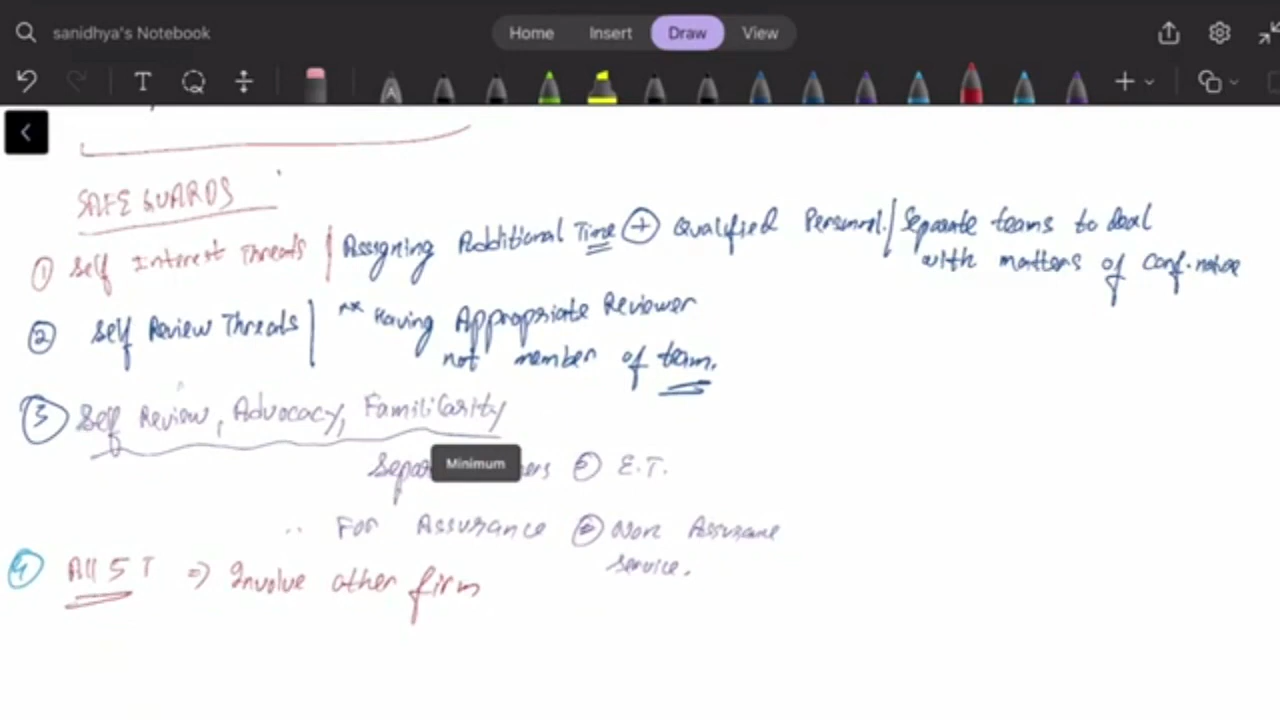 sanidhya's Notebook
Home Insert Draw View
SAFEGUARDS
① Self Interest Threats | Assigning Additional Time ⊕ Qualified Personnel. / Separate teams to deal
with matters of Conf. nature
② Self Review Threats | Having Appropriate Reviewer
not member of team.
③ Self Review, Advocacy, Familiarity
Minimum
E.T.
For Assurance Non Assurance
Service.
④ All 5 T => Involve other firm